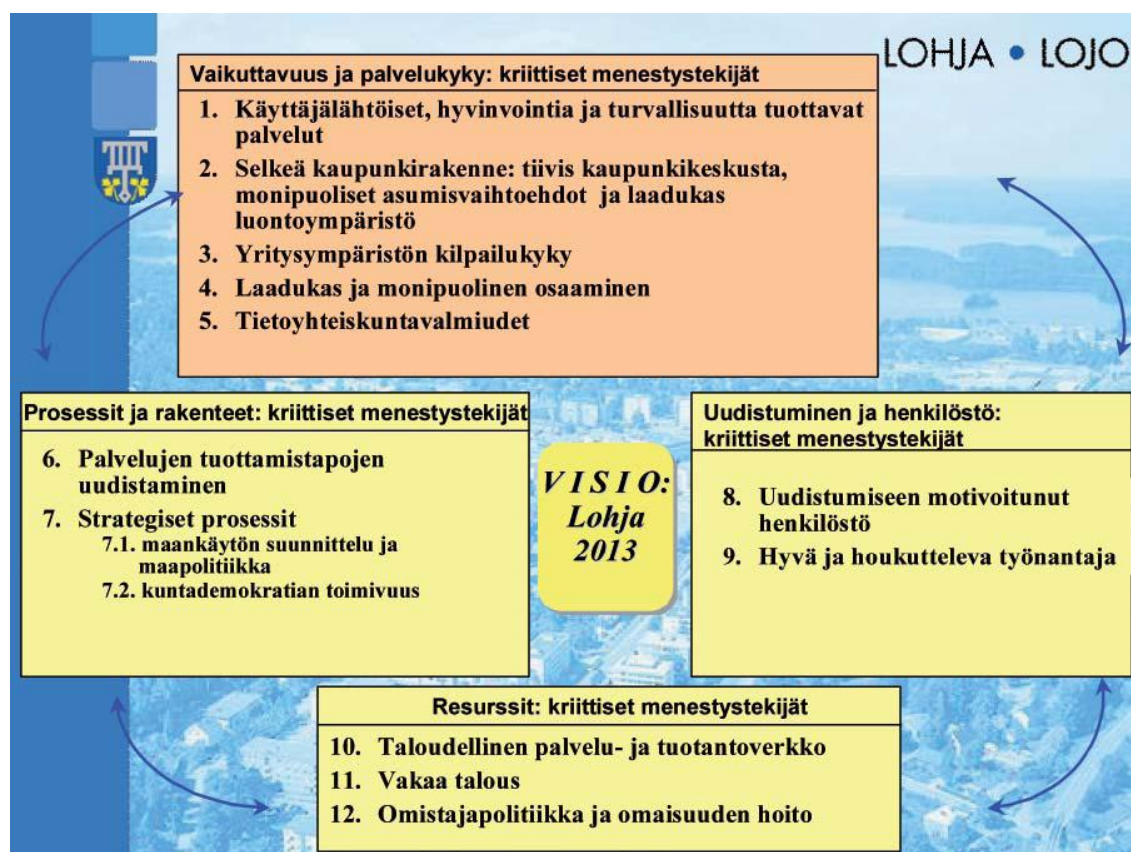 LOHJA • LOJO
Vaikuttavuus ja palvelukyky: kriittiset menestystekijät
1. Käyttäjälähtöiset, hyvinvointia ja turvallisuutta tuottavat
palvelut
2. Selkeä kaupunkirakenne: tiivis kaupunkikeskusta,
monipuoliset asumisvaihtoehdot ja laadukas
luontoympäristö
3. Yritysympäristön kilpailukyky
4. Laadukas ja monipuolinen osaaminen
5. Tietoyhteiskuntavalmiudet
Prosessit ja rakenteet: kriittiset menestystekijät
6. Palvelujen tuottamistapojen
uudistaminen
7. Strategiset prosessit
7.1. maankäytön suunnittelu ja
maapolitiikka
7.2. kuntademokratian toimivuus
V I S I O:
Lohja
2013
Uudistuminen ja henkilöstö:
kriittiset menestystekijät
8. Uudistumiseen motivoitunut
henkilöstö
9. Hyvä ja houkutteleva työnantaja
Resurssit: kriittiset menestystekijät
10. Taloudellinen palvelu- ja tuotantoverkko
11. Vakaa talous
12. Omistajapolitiikka ja omaisuuden hoito